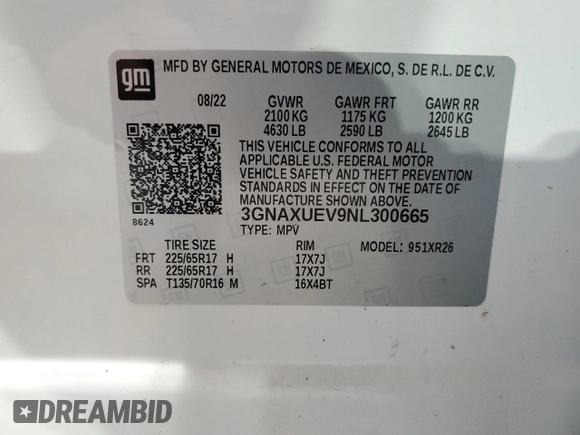 gm
MFD BY GENERAL MOTORS DE MEXICO, S. DE R.L. DE C.V.
08/22 GVWR GAWR FRT GAWR RR
2100 KG 1175 KG 1200 KG
4630 LB 2590 LB 2645 LB
THIS VEHICLE CONFORMS TO ALL
APPLICABLE U.S. FEDERAL MOTOR
VEHICLE SAFETY AND THEFT PREVENTION
STANDARDS IN EFFECT ON THE DATE OF
MANUFACTURE SHOWN ABOVE.
8624 3GNAXUEV9NL300665
TYPE: MPV
TIRE SIZE RIM MODEL: 951XR26
FRT 225/65R17 H 17X7J
RR 225/65R17 H 17X7J
SPA T135/70R16 M 16X4BT
DREAMBID